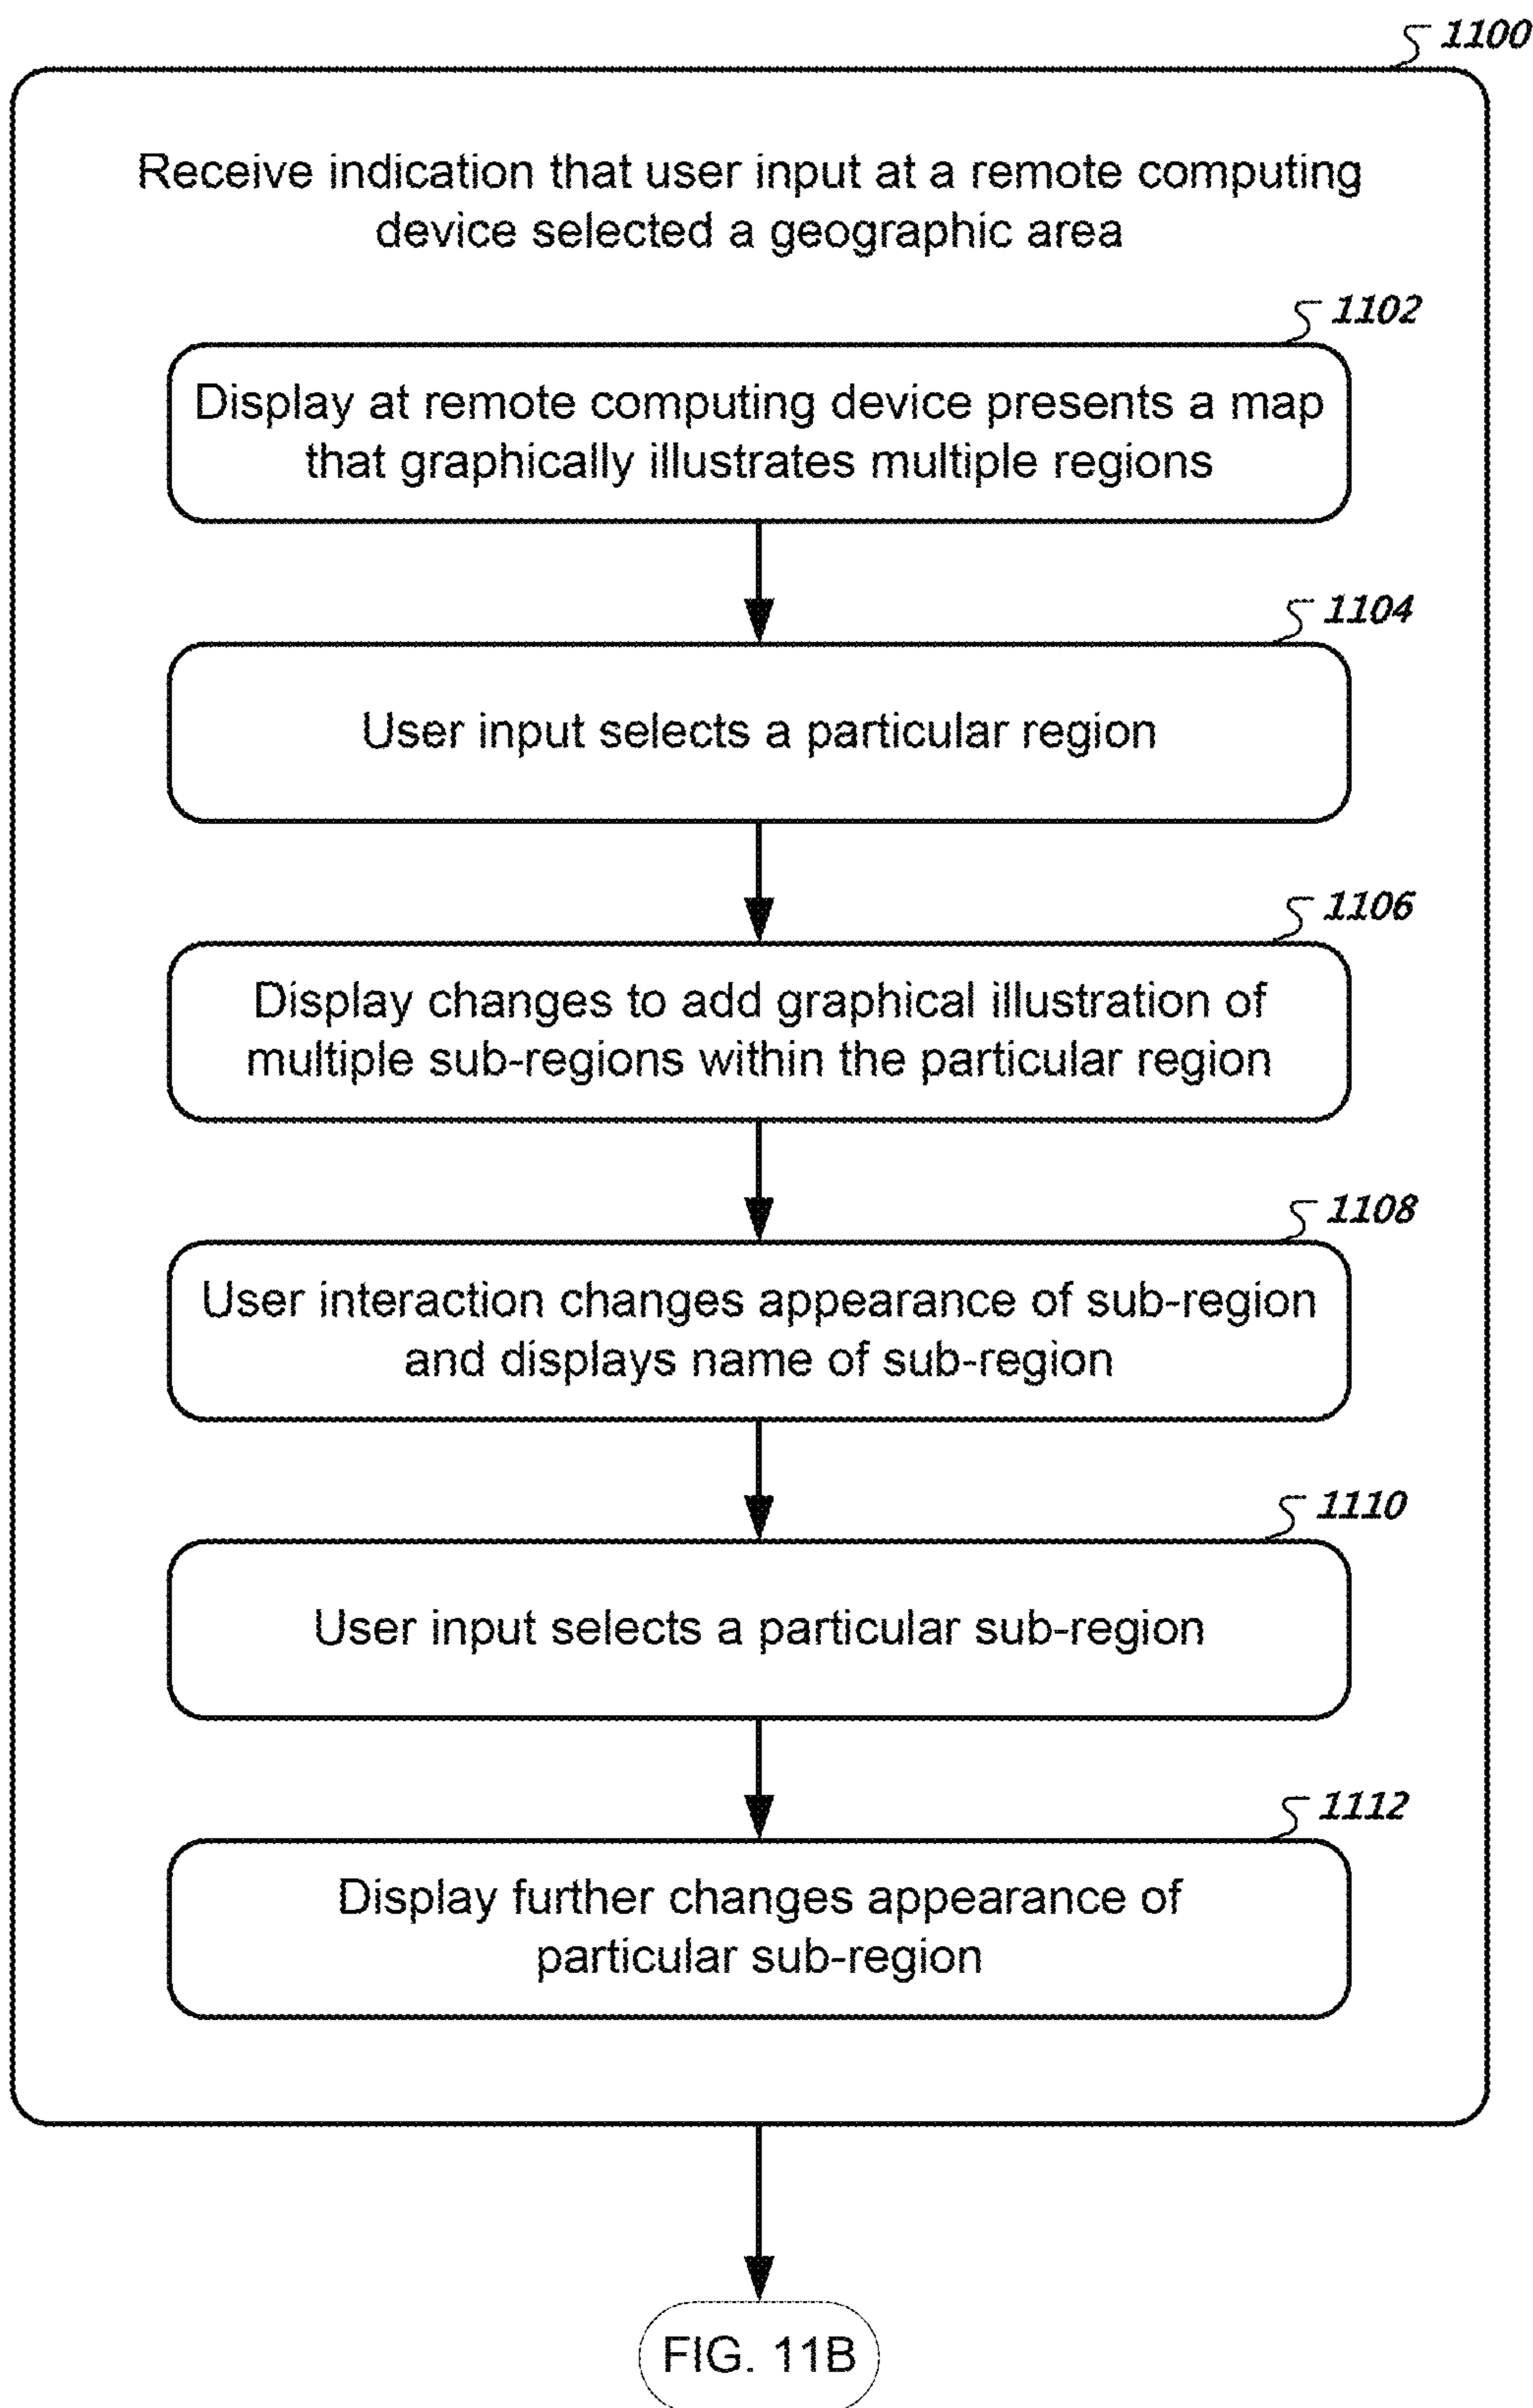 1100
Receive indication that user input at a remote computing
device selected a geographic area
1102
Display at remote computing device presents a map
that graphically illustrates multiple regions
1104
User input selects a particular region
1106
Display changes to add graphical illustration of
multiple sub-regions within the particular region
1108
User interaction changes appearance of sub-region
and displays name of sub-region
1110
User input selects a particular sub-region
1112
Display further changes appearance of
particular sub-region
FIG. 11B